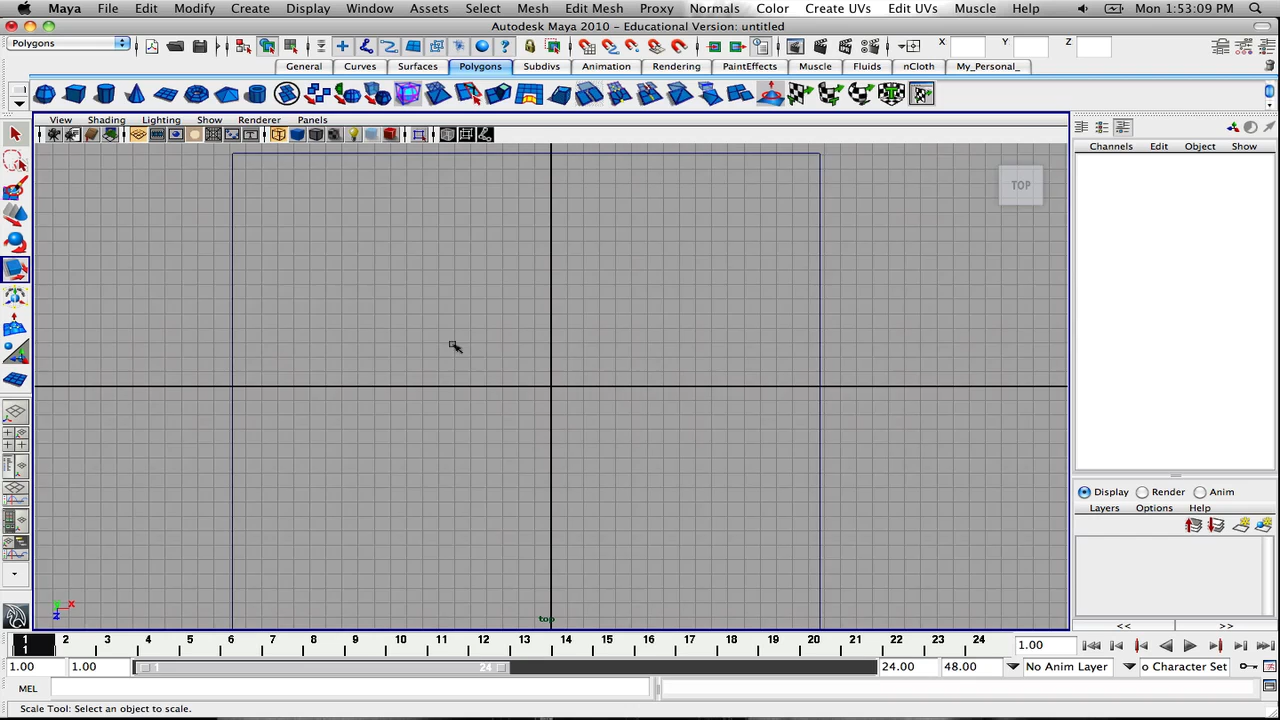 Maya File Edit Modify Create Display Window Assets Select Mesh Edit Mesh Proxy Normals Color Create UVs Edit UVs Muscle Help Mon 1:53:09 PM
Autodesk Maya 2010 - Educational Version: untitled
Polygons X Y Z
General Curves Surfaces Polygons Subdivs Animation Rendering PaintEffects Muscle Fluids nCloth My_Personal_
View Shading Lighting Show Renderer Panels
Channels Edit Object Show
TOP
Display Render Anim
Layers Options Help
x
z
top
<< >>
1 2 3 4 5 6 7 8 9 10 11 12 13 14 15 16 17 18 19 20 21 22 23 24
1 1.00
1.00 1.00 1 24 24.00 48.00 No Anim Layer o Character Set
MEL
Scale Tool: Select an object to scale.